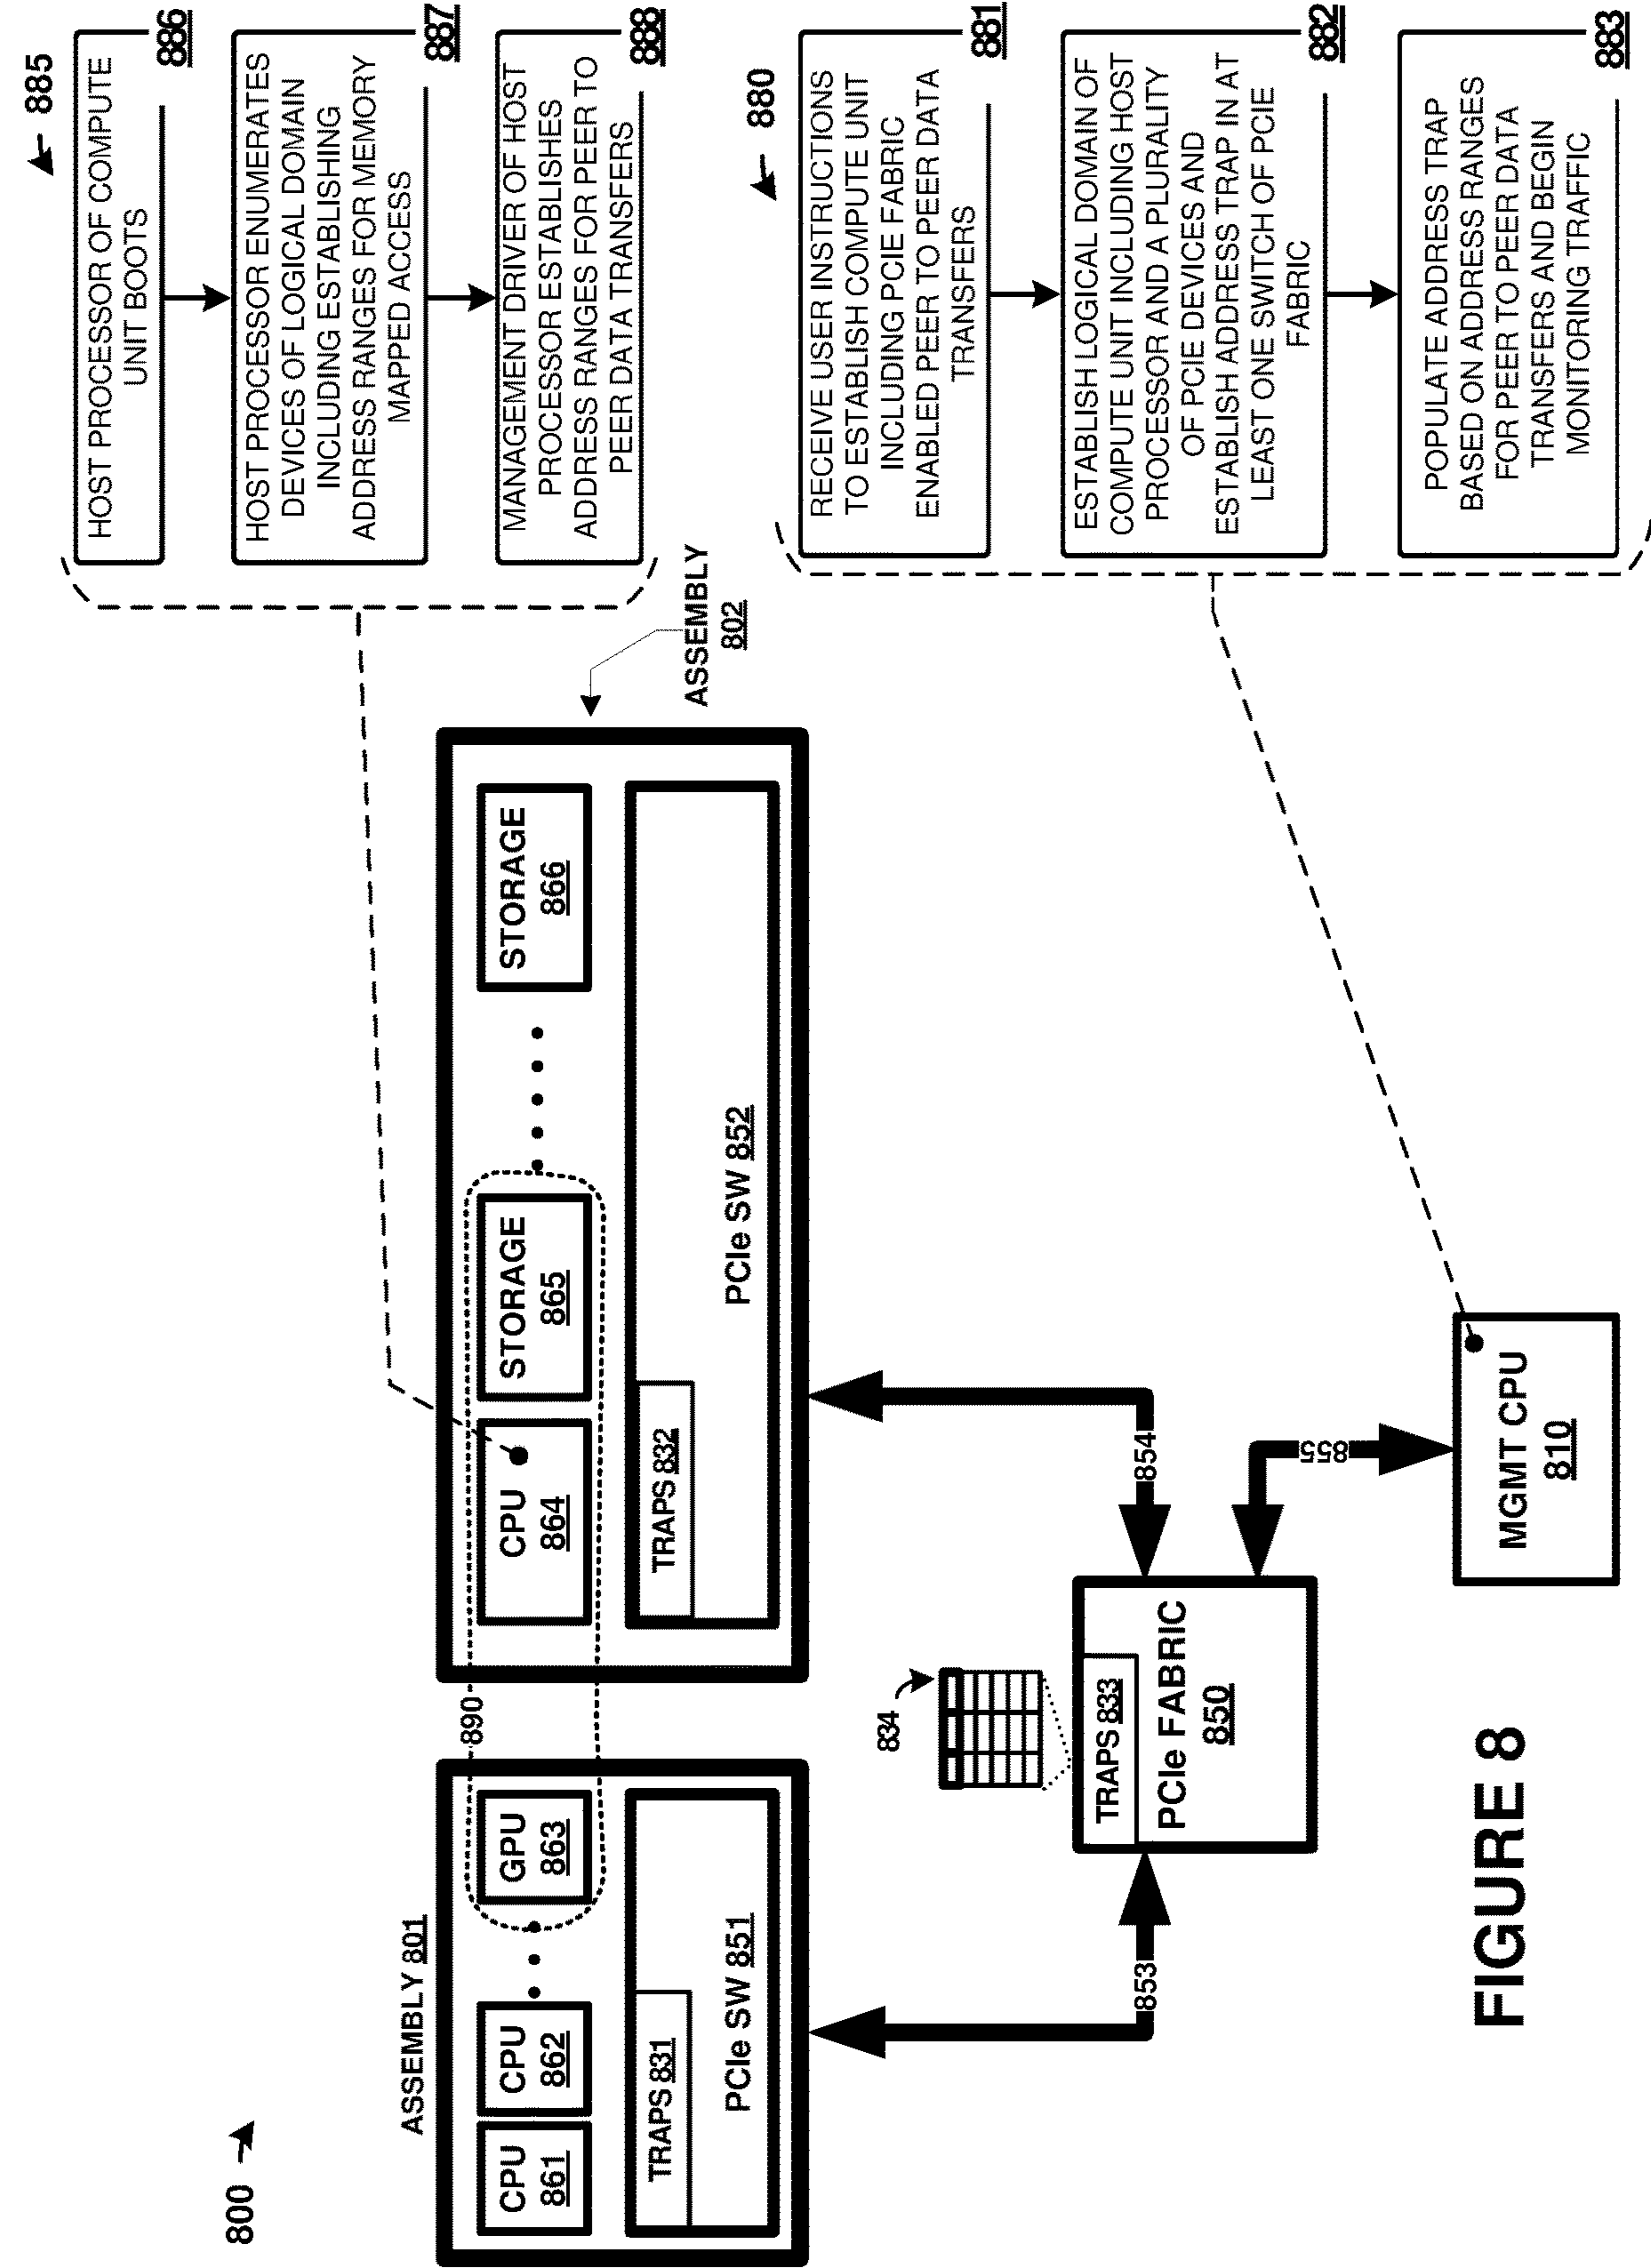 800
ASSEMBLY 801
CPU
861
CPU
862
GPU
863
TRAPS 831
PCIe SW 851
890
CPU
864
STORAGE
865
STORAGE
866
TRAPS 832
PCIe SW 852
ASSEMBLY
802
834
853
854
855
TRAPS 833
PCIe FABRIC
850
MGMT CPU
810
885
HOST PROCESSOR OF COMPUTE
UNIT BOOTS
886
HOST PROCESSOR ENUMERATES
DEVICES OF LOGICAL DOMAIN
INCLUDING ESTABLISHING
ADDRESS RANGES FOR MEMORY
MAPPED ACCESS
887
MANAGEMENT DRIVER OF HOST
PROCESSOR ESTABLISHES
ADDRESS RANGES FOR PEER TO
PEER DATA TRANSFERS
888
880
RECEIVE USER INSTRUCTIONS
TO ESTABLISH COMPUTE UNIT
INCLUDING PCIE FABRIC
ENABLED PEER TO PEER DATA
TRANSFERS
881
ESTABLISH LOGICAL DOMAIN OF
COMPUTE UNIT INCLUDING HOST
PROCESSOR AND A PLURALITY
OF PCIE DEVICES AND
ESTABLISH ADDRESS TRAP IN AT
LEAST ONE SWITCH OF PCIE
FABRIC
882
POPULATE ADDRESS TRAP
BASED ON ADDRESS RANGES
FOR PEER TO PEER DATA
TRANSFERS AND BEGIN
MONITORING TRAFFIC
883
FIGURE 8